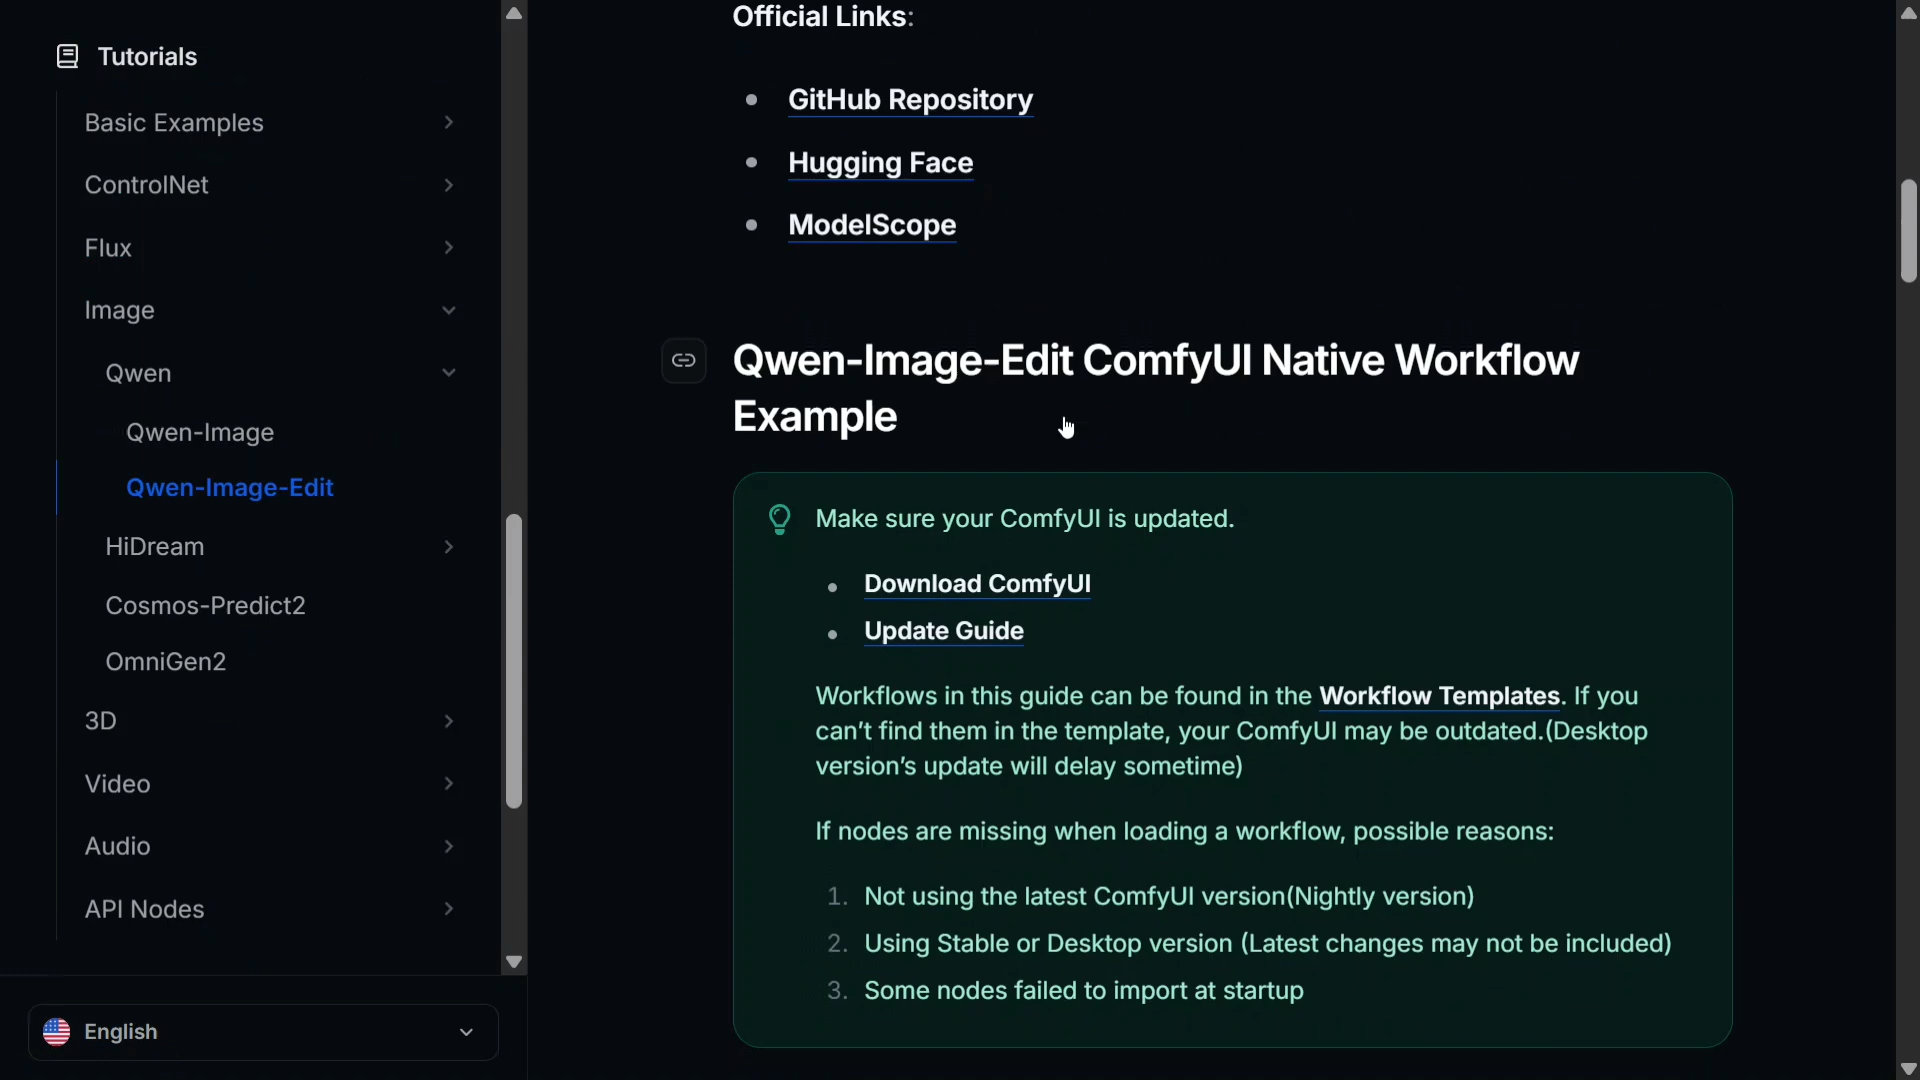 Tutorials
Basic Examples
ControlNet
Flux
Image
Qwen
Qwen-Image
Qwen-Image-Edit
HiDream
Cosmos-Predict2
OmniGen2
3D
Video
Audio
API Nodes
English
Official Links:
GitHub Repository
Hugging Face
ModelScope
Qwen-Image-Edit ComfyUI Native Workflow
Example
Make sure your ComfyUI is updated.
Download ComfyUI
Update Guide
Workflows in this guide can be found in the Workflow Templates. If you
can’t find them in the template, your ComfyUI may be outdated.(Desktop
version’s update will delay sometime)
If nodes are missing when loading a workflow, possible reasons:
1. Not using the latest ComfyUI version(Nightly version)
2. Using Stable or Desktop version (Latest changes may not be included)
3. Some nodes failed to import at startup